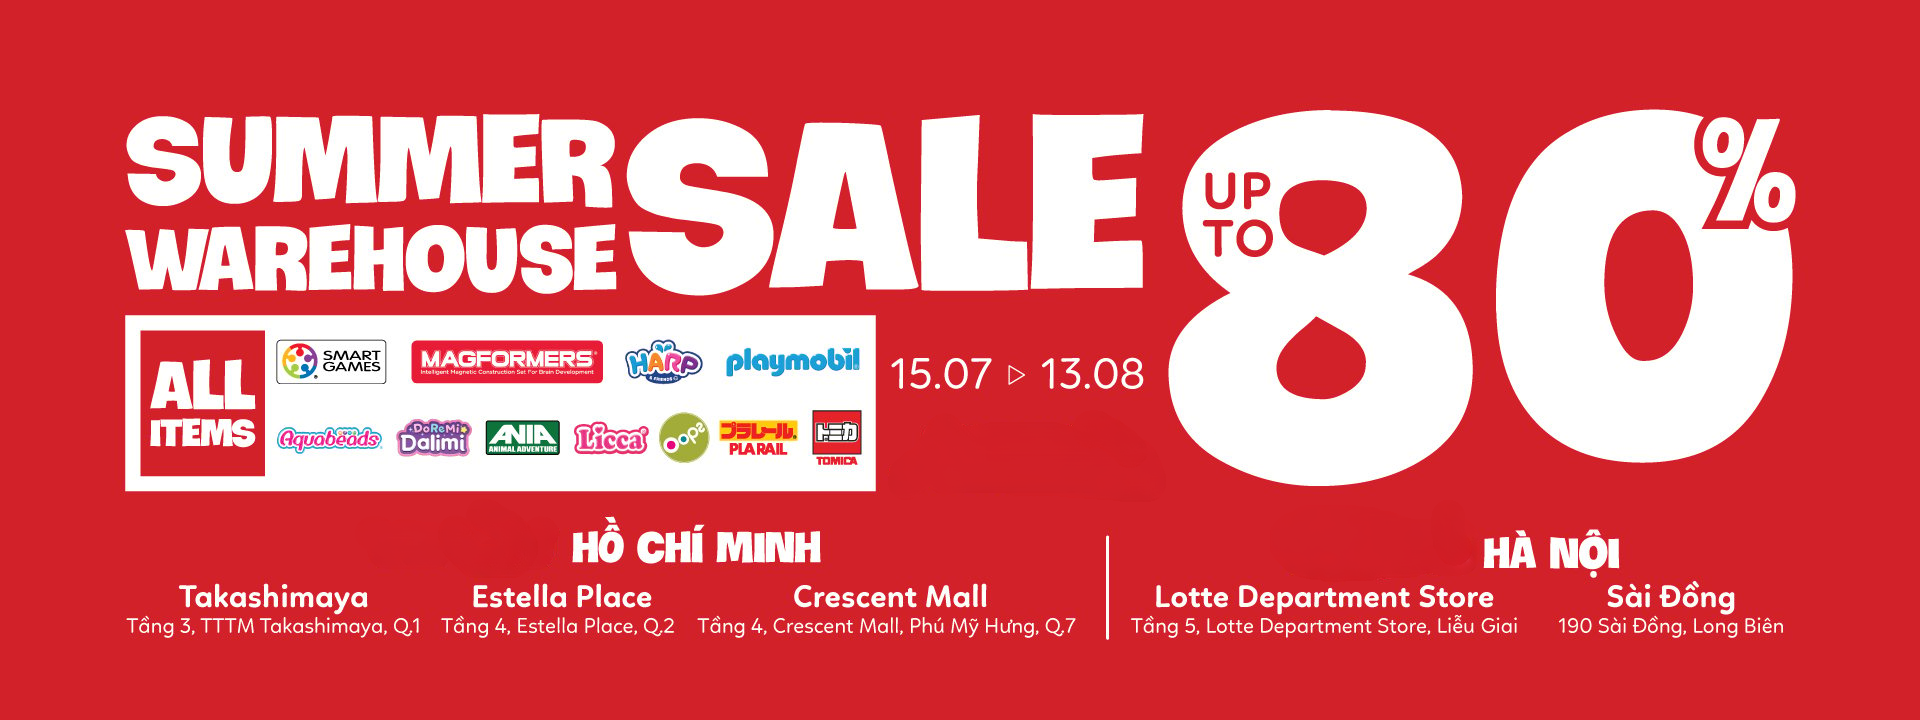 SUMMER
WAREHOUSE
SALE
UP
TO
80%
ALL
ITEMS
SMART
GAMES
MAGFORMERS
Intelligent Magnetic Construction Set For Brain Development
HARP
& FRIENDS
playmobil
Aquabeads
DoReMi
Dalimi
ANIA
ANIMAL ADVENTURE
Licca
oops
プラレール
PLARAIL
トミカ
TOMICA
15.07 ▷ 13.08
HỒ CHÍ MINH
Takashimaya
Tầng 3, TTTM Takashimaya, Q.1
Estella Place
Tầng 4, Estella Place, Q.2
Crescent Mall
Tầng 4, Crescent Mall, Phú Mỹ Hưng, Q.7
HÀ NỘI
Lotte Department Store
Tầng 5, Lotte Department Store, Liễu Giai
Sài Đồng
190 Sài Đồng, Long Biên